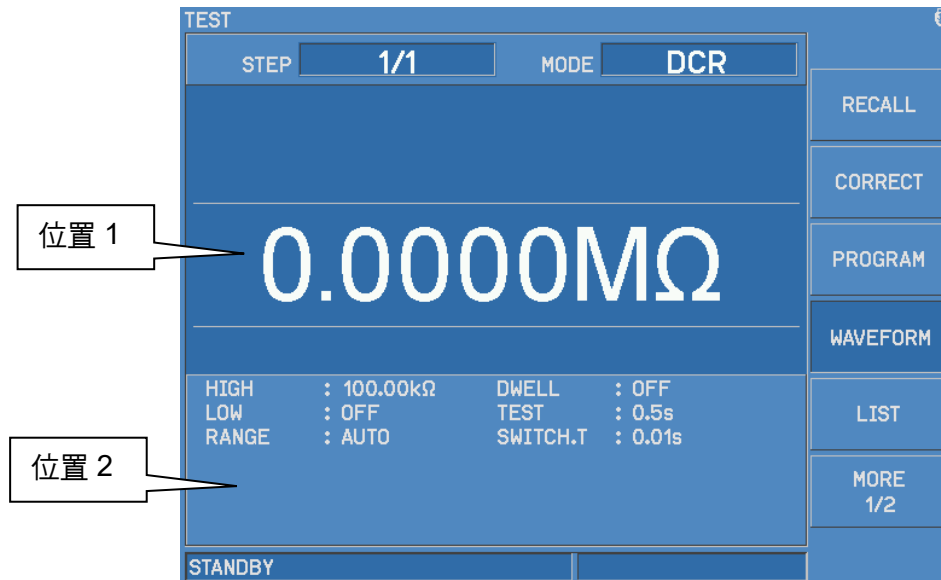 TEST
STEP 1/1 MODE DCR
RECALL
CORRECT
位置 1
0.0000MΩ
PROGRAM
WAVEFORM
HIGH : 100.00kΩ DWELL : OFF
LOW : OFF TEST : 0.5s
RANGE : AUTO SWITCH.T : 0.01s
LIST
位置 2
MORE
1/2
STANDBY